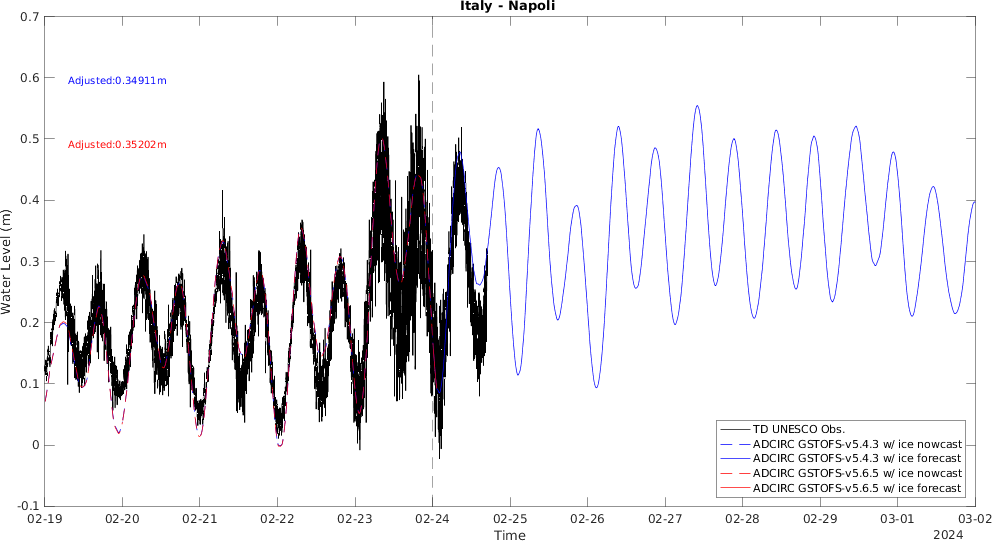 Italy - Napoli
0.7
0.6
0.5
0.4
0.3
0.2
0.1
0
-0.1
Water Level (m)
Adjusted:0.34911m
Adjusted:0.35202m
TD UNESCO Obs.
ADCIRC GSTOFS-v5.4.3 w/ ice nowcast
ADCIRC GSTOFS-v5.4.3 w/ ice forecast
ADCIRC GSTOFS-v5.6.5 w/ ice nowcast
ADCIRC GSTOFS-v5.6.5 w/ ice forecast
02-19 02-20 02-21 02-22 02-23 02-24 02-25 02-26 02-27 02-28 02-29 03-01 03-02
Time
2024